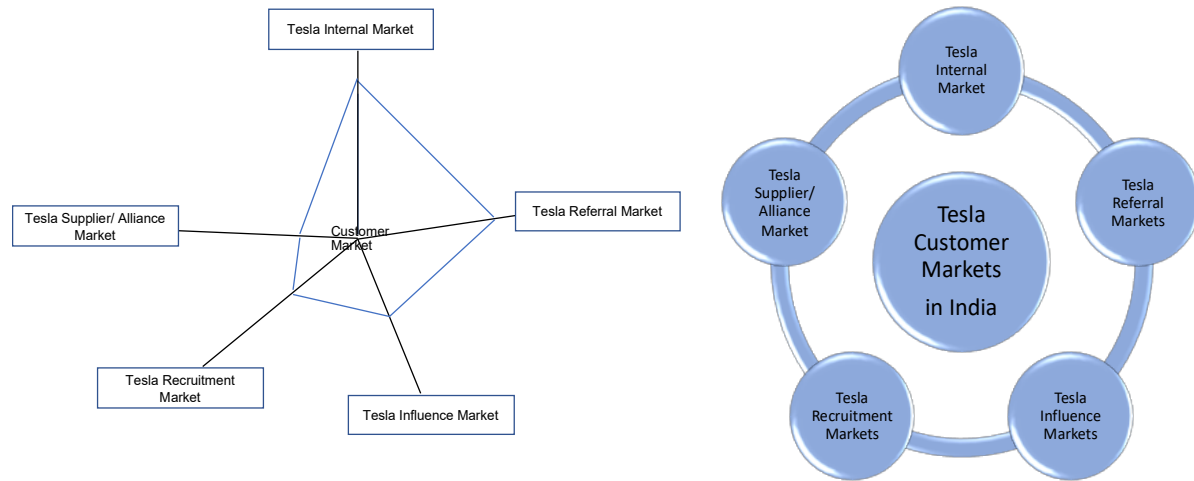 Tesla Internal Market
Tesla Referral Market
Tesla Supplier/ Alliance
Market
Customer
Market
Tesla Recruitment
Market
Tesla Influence Market
Tesla
Internal
Market
Tesla
Supplier/
Alliance
Market
Tesla
Referral
Markets
Tesla
Customer
Markets
in India
Tesla
Recruitment
Markets
Tesla
Influence
Markets